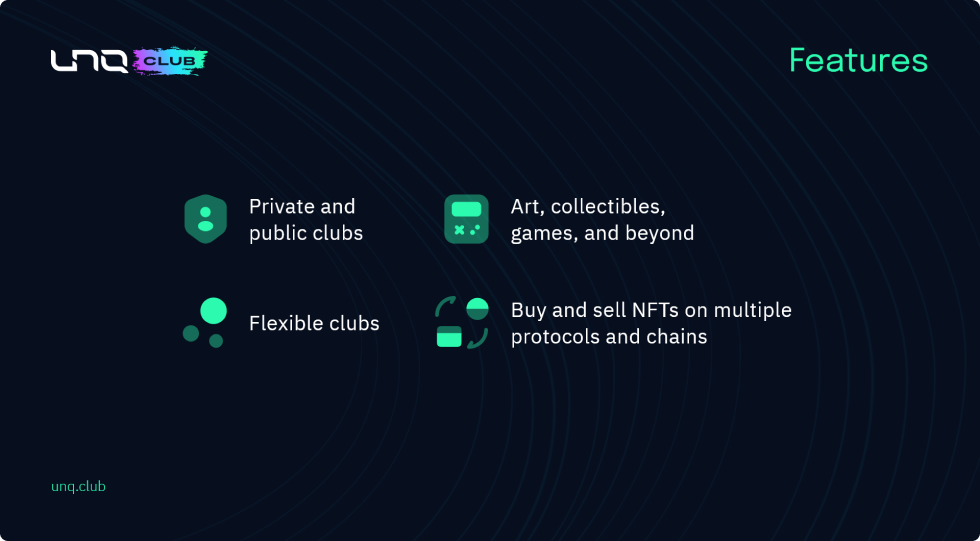 UNQ CLUB
Features
Private and
public clubs
Art, collectibles,
games, and beyond
Flexible clubs
Buy and sell NFTs on multiple
protocols and chains
unq.club